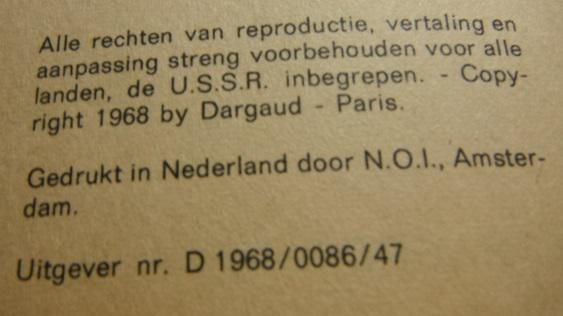 Alle rechten van reproductie, vertaling en
aanpassing streng voorbehouden voor alle
landen, de U.S.S.R. inbegrepen. - Copy-
right 1968 by Dargaud - Paris.
Gedrukt in Nederland door N.O.I., Amster-
dam.
Uitgever nr. D 1968/0086/47